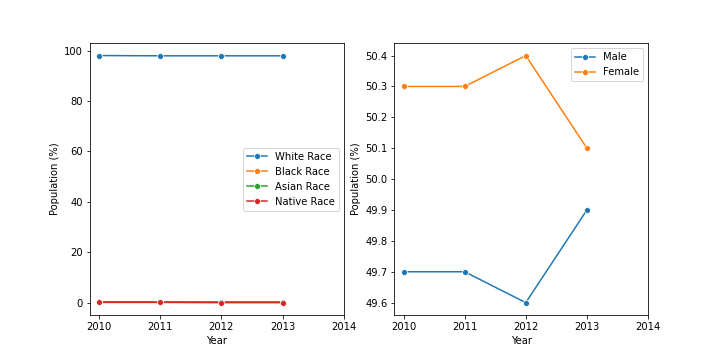 100
80
60
40
20
0
Population (%)
2010 2011 2012 2013 2014
Year
White Race
Black Race
Asian Race
Native Race
50.4
50.3
50.2
50.1
50.0
49.9
49.8
49.7
49.6
Population (%)
2010 2011 2012 2013 2014
Year
Male
Female